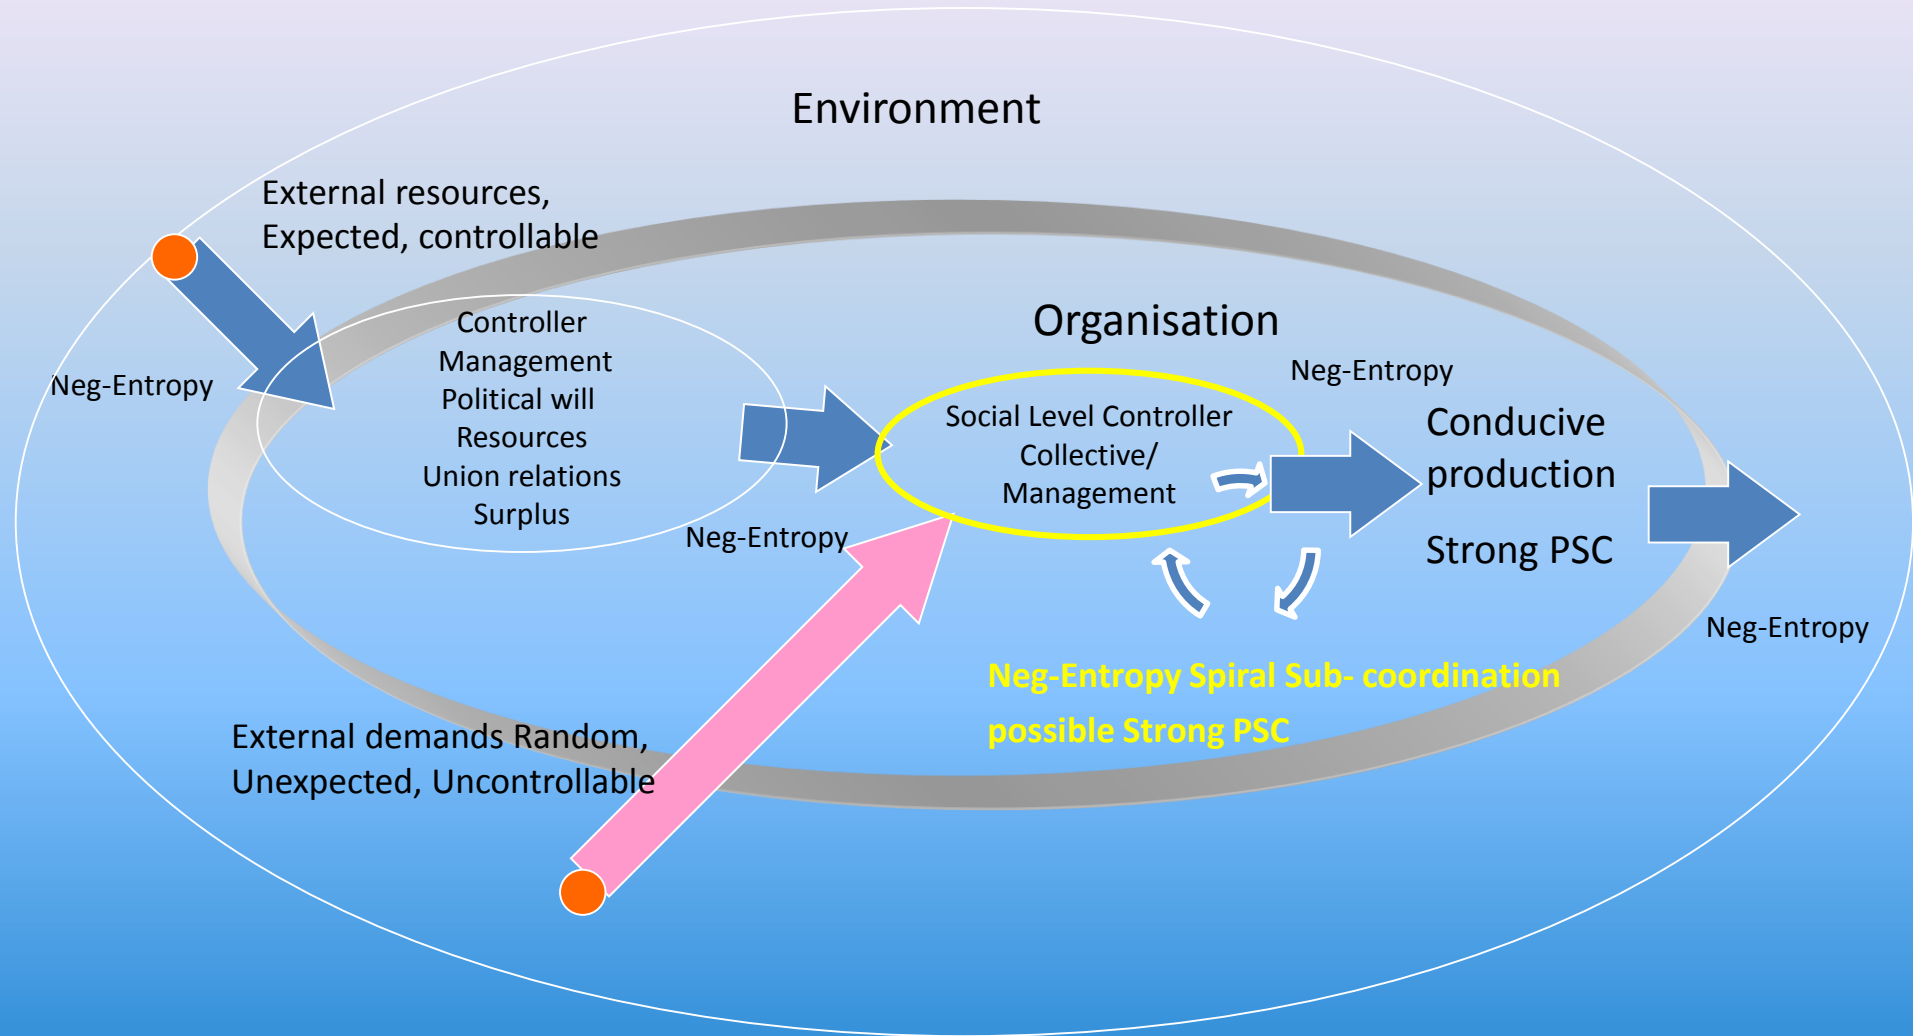 Environment
External resources,
Expected, controllable
Neg-Entropy
Controller
Management
Political will
Resources
Union relations
Surplus
Neg-Entropy
Organisation
Social Level Controller
Collective/
Management
Neg-Entropy
Conducive
production
Strong PSC
Neg-Entropy
Neg-Entropy Spiral Sub- coordination
possible Strong PSC
External demands Random,
Unexpected, Uncontrollable